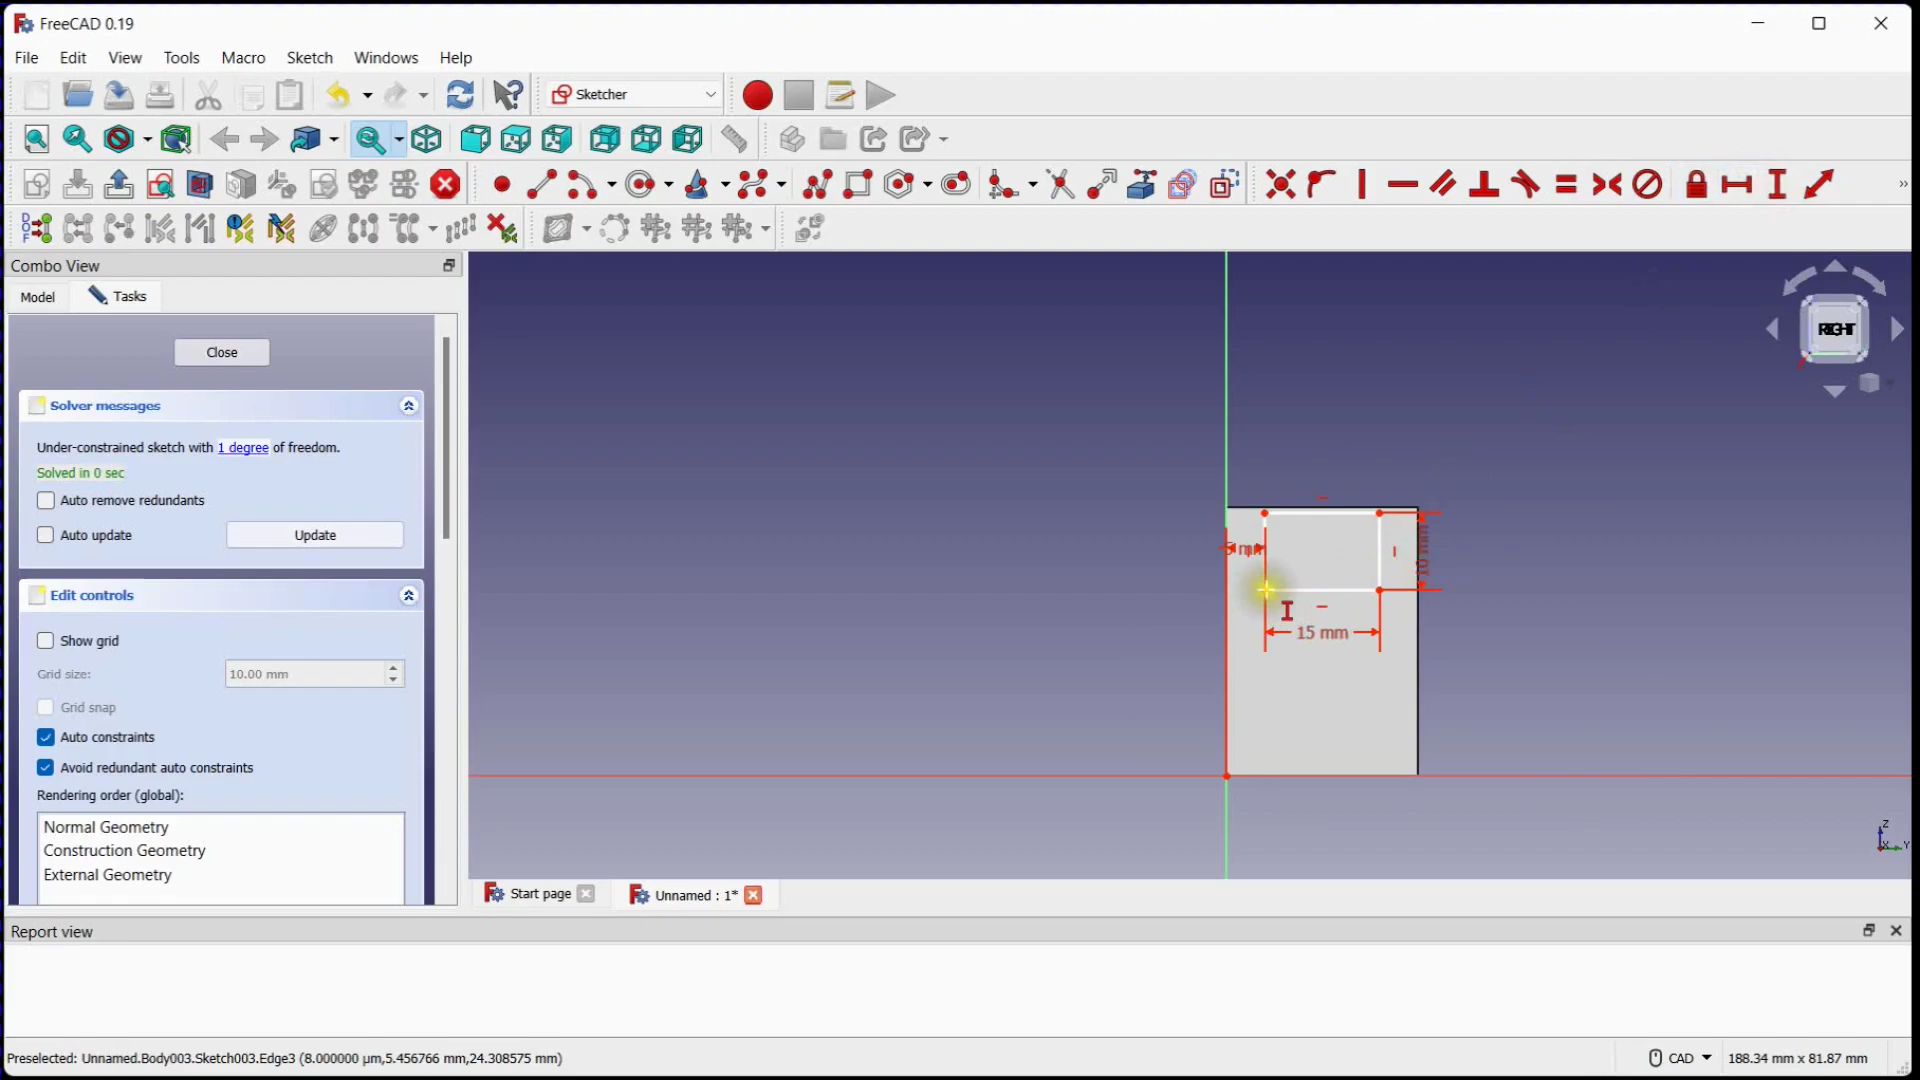 FreeCAD 0.19
File Edit View Tools Macro Sketch Windows Help
Sketcher
Combo View
Model Tasks
Close
Solver messages
Under-constrained sketch with 1 degree of freedom.
Solved in 0 sec
Auto remove redundants
Auto update Update
Edit controls
Show grid
Grid size: 10.00 mm
Grid snap
Auto constraints
Avoid redundant auto constraints
Rendering order (global):
Normal Geometry
Construction Geometry
External Geometry
RIGHT
5 mm
10 mm
15 mm
Z
X Y
Start page Unnamed : 1*
Report view
Preselected: Unnamed.Body003.Sketch003.Edge3 (8.000000 µm,5.456766 mm,24.308575 mm)
CAD 188.34 mm x 81.87 mm